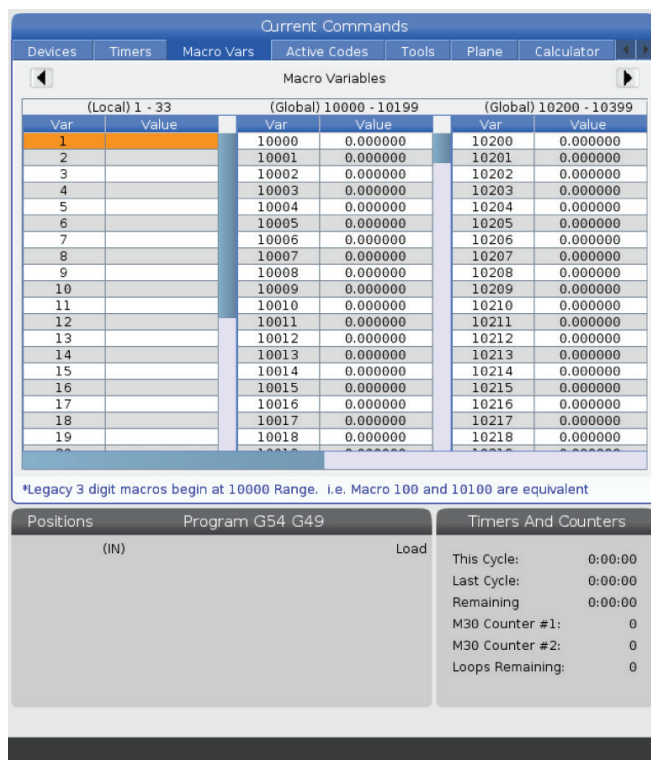 Current Commands
Devices Timers Macro Vars Active Codes Tools Plane Calculator
Macro Variables
(Local) 1 - 33 (Global) 10000 - 10199 (Global) 10200 - 10399
Var Value Var Value Var Value
1 10000 0.000000 10200 0.000000
2 10001 0.000000 10201 0.000000
3 10002 0.000000 10202 0.000000
4 10003 0.000000 10203 0.000000
5 10004 0.000000 10204 0.000000
6 10005 0.000000 10205 0.000000
7 10006 0.000000 10206 0.000000
8 10007 0.000000 10207 0.000000
9 10008 0.000000 10208 0.000000
10 10009 0.000000 10209 0.000000
11 10010 0.000000 10210 0.000000
12 10011 0.000000 10211 0.000000
13 10012 0.000000 10212 0.000000
14 10013 0.000000 10213 0.000000
15 10014 0.000000 10214 0.000000
16 10015 0.000000 10215 0.000000
17 10016 0.000000 10216 0.000000
18 10017 0.000000 10217 0.000000
19 10018 0.000000 10218 0.000000
*Legacy 3 digit macros begin at 10000 Range. i.e. Macro 100 and 10100 are equivalent
Positions Program G54 G49
(IN) Load
Timers And Counters
This Cycle: 0:00:00
Last Cycle: 0:00:00
Remaining 0:00:00
M30 Counter #1: 0
M30 Counter #2: 0
Loops Remaining: 0